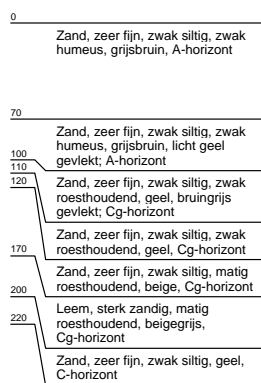 0
Zand, zeer fijn, zwak siltig, zwak
humeus, grijsbruin, A-horizont
70
Zand, zeer fijn, zwak siltig, zwak
humeus, grijsbruin, licht geel
gevlekt; A-horizont
100
110
Zand, zeer fijn, zwak siltig, zwak
roesthoudend, geel, bruingrijs
gevlekt; Cg-horizont
120
Zand, zeer fijn, zwak siltig, zwak
roesthoudend, geel, Cg-horizont
170
Zand, zeer fijn, zwak siltig, matig
roesthoudend, beige, Cg-horizont
200
Leem, sterk zandig, matig
roesthoudend, beigegrijs,
Cg-horizont
220
Zand, zeer fijn, zwak siltig, geel,
C-horizont